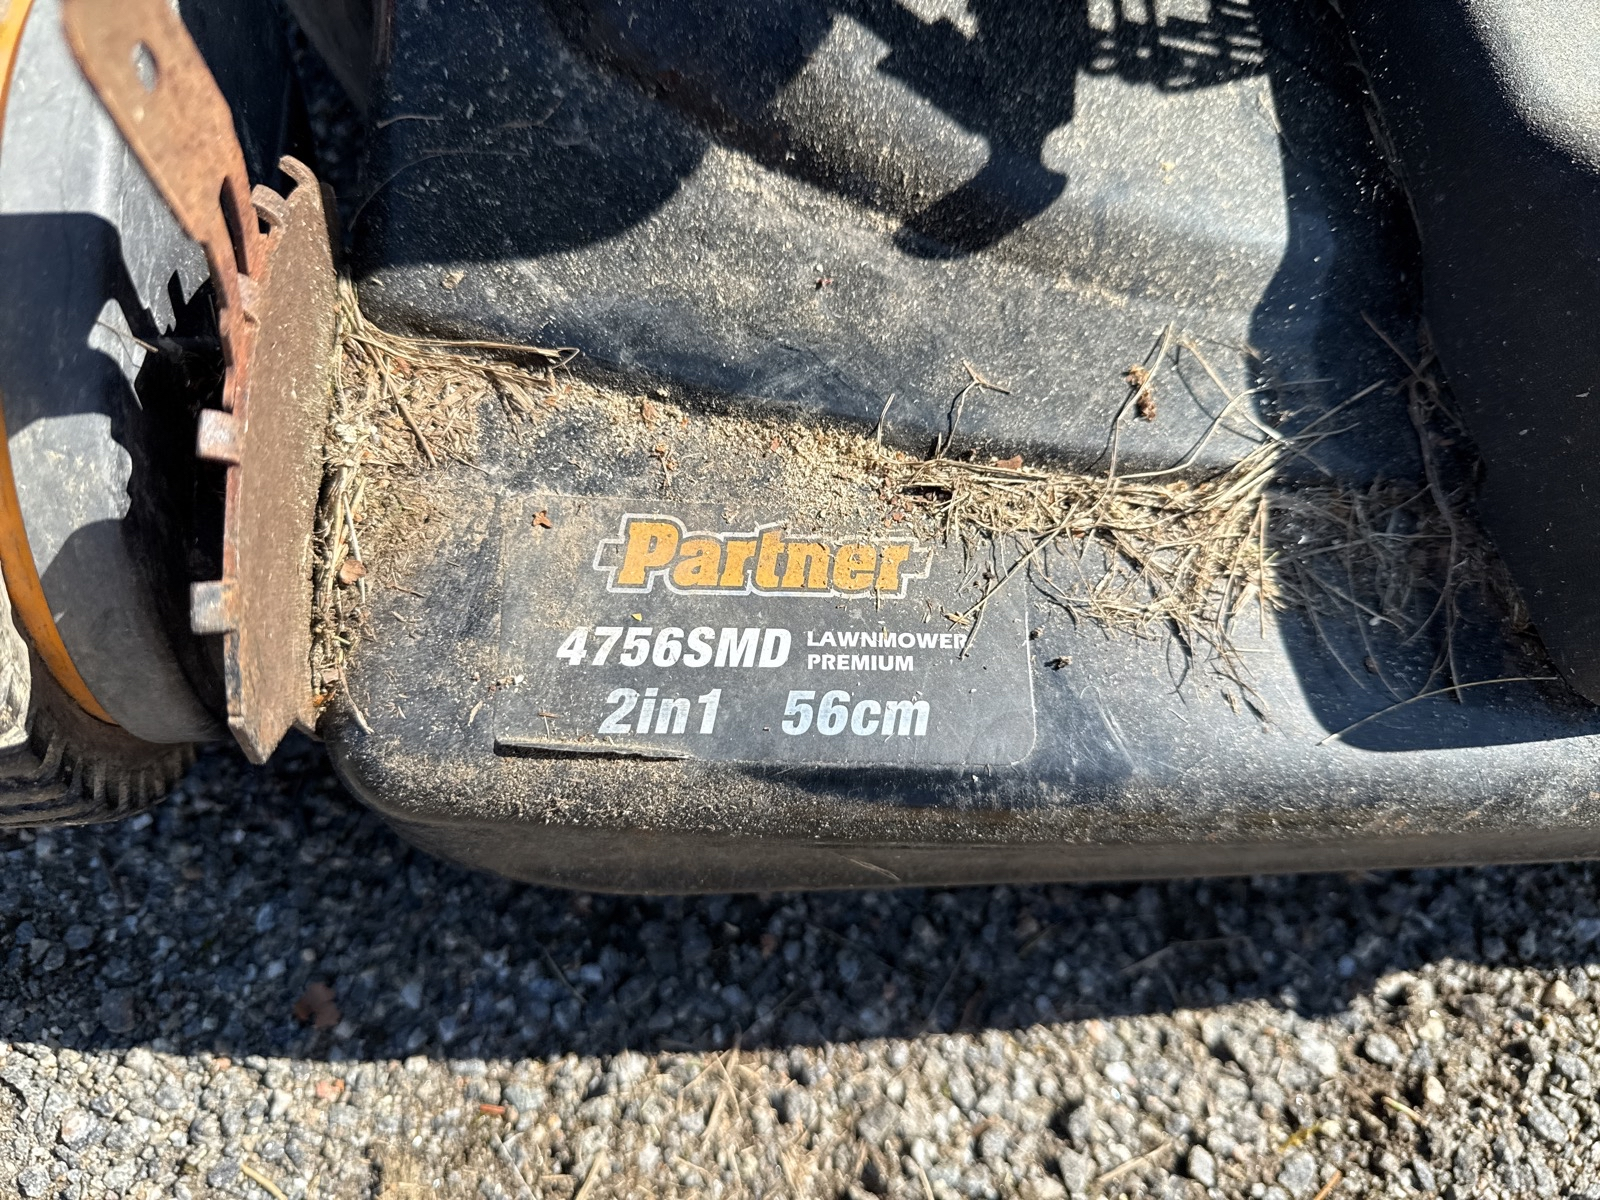 Partner
4756SMD LAWNMOWER
PREMIUM
2in1 56cm